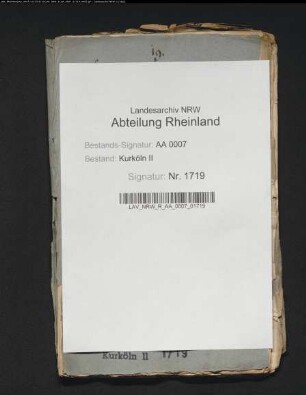 19.
Landesarchiv NRW
Abteilung Rheinland
Bestands-Signatur: AA 0007
Bestand: Kurköln II
Signatur: Nr. 1719
LAV_NRW_R_AA_0007_01719
Kurköln II 1719